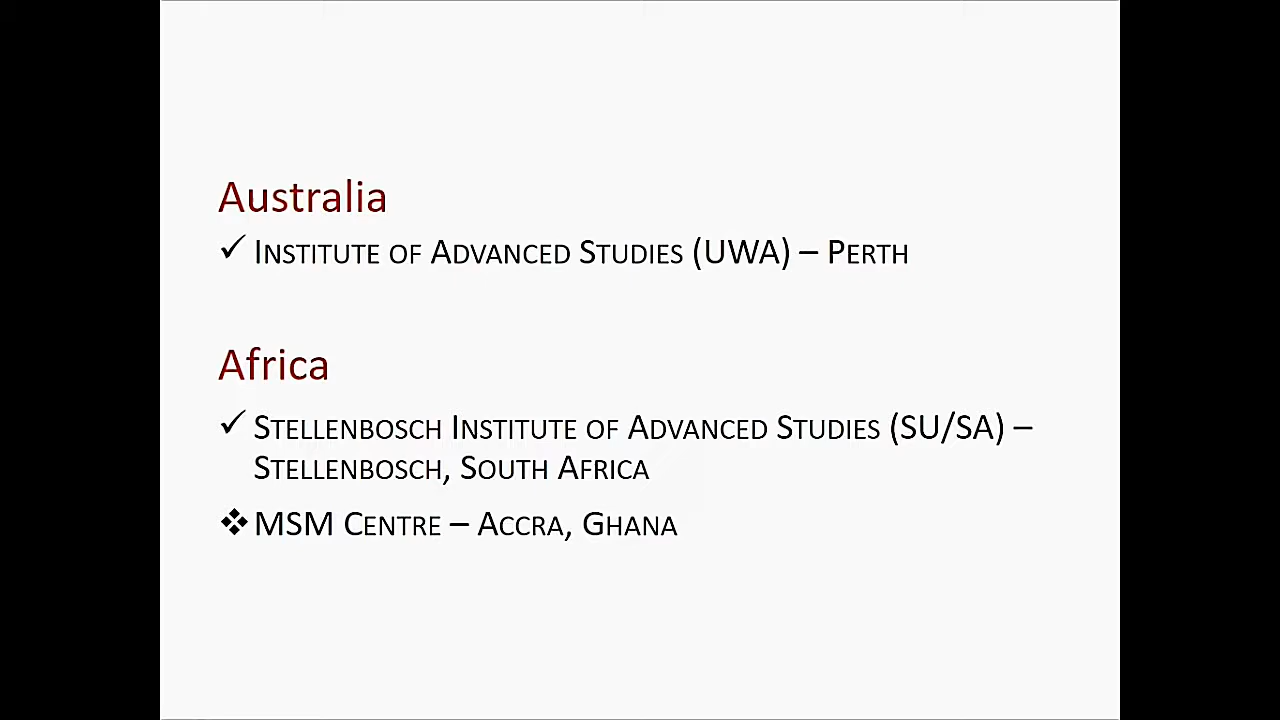 Australia
✓ Institute of Advanced Studies (UWA) – Perth
Africa
✓ Stellenbosch Institute of Advanced Studies (SU/SA) –
Stellenbosch, South Africa
❖ MSM Centre – Accra, Ghana